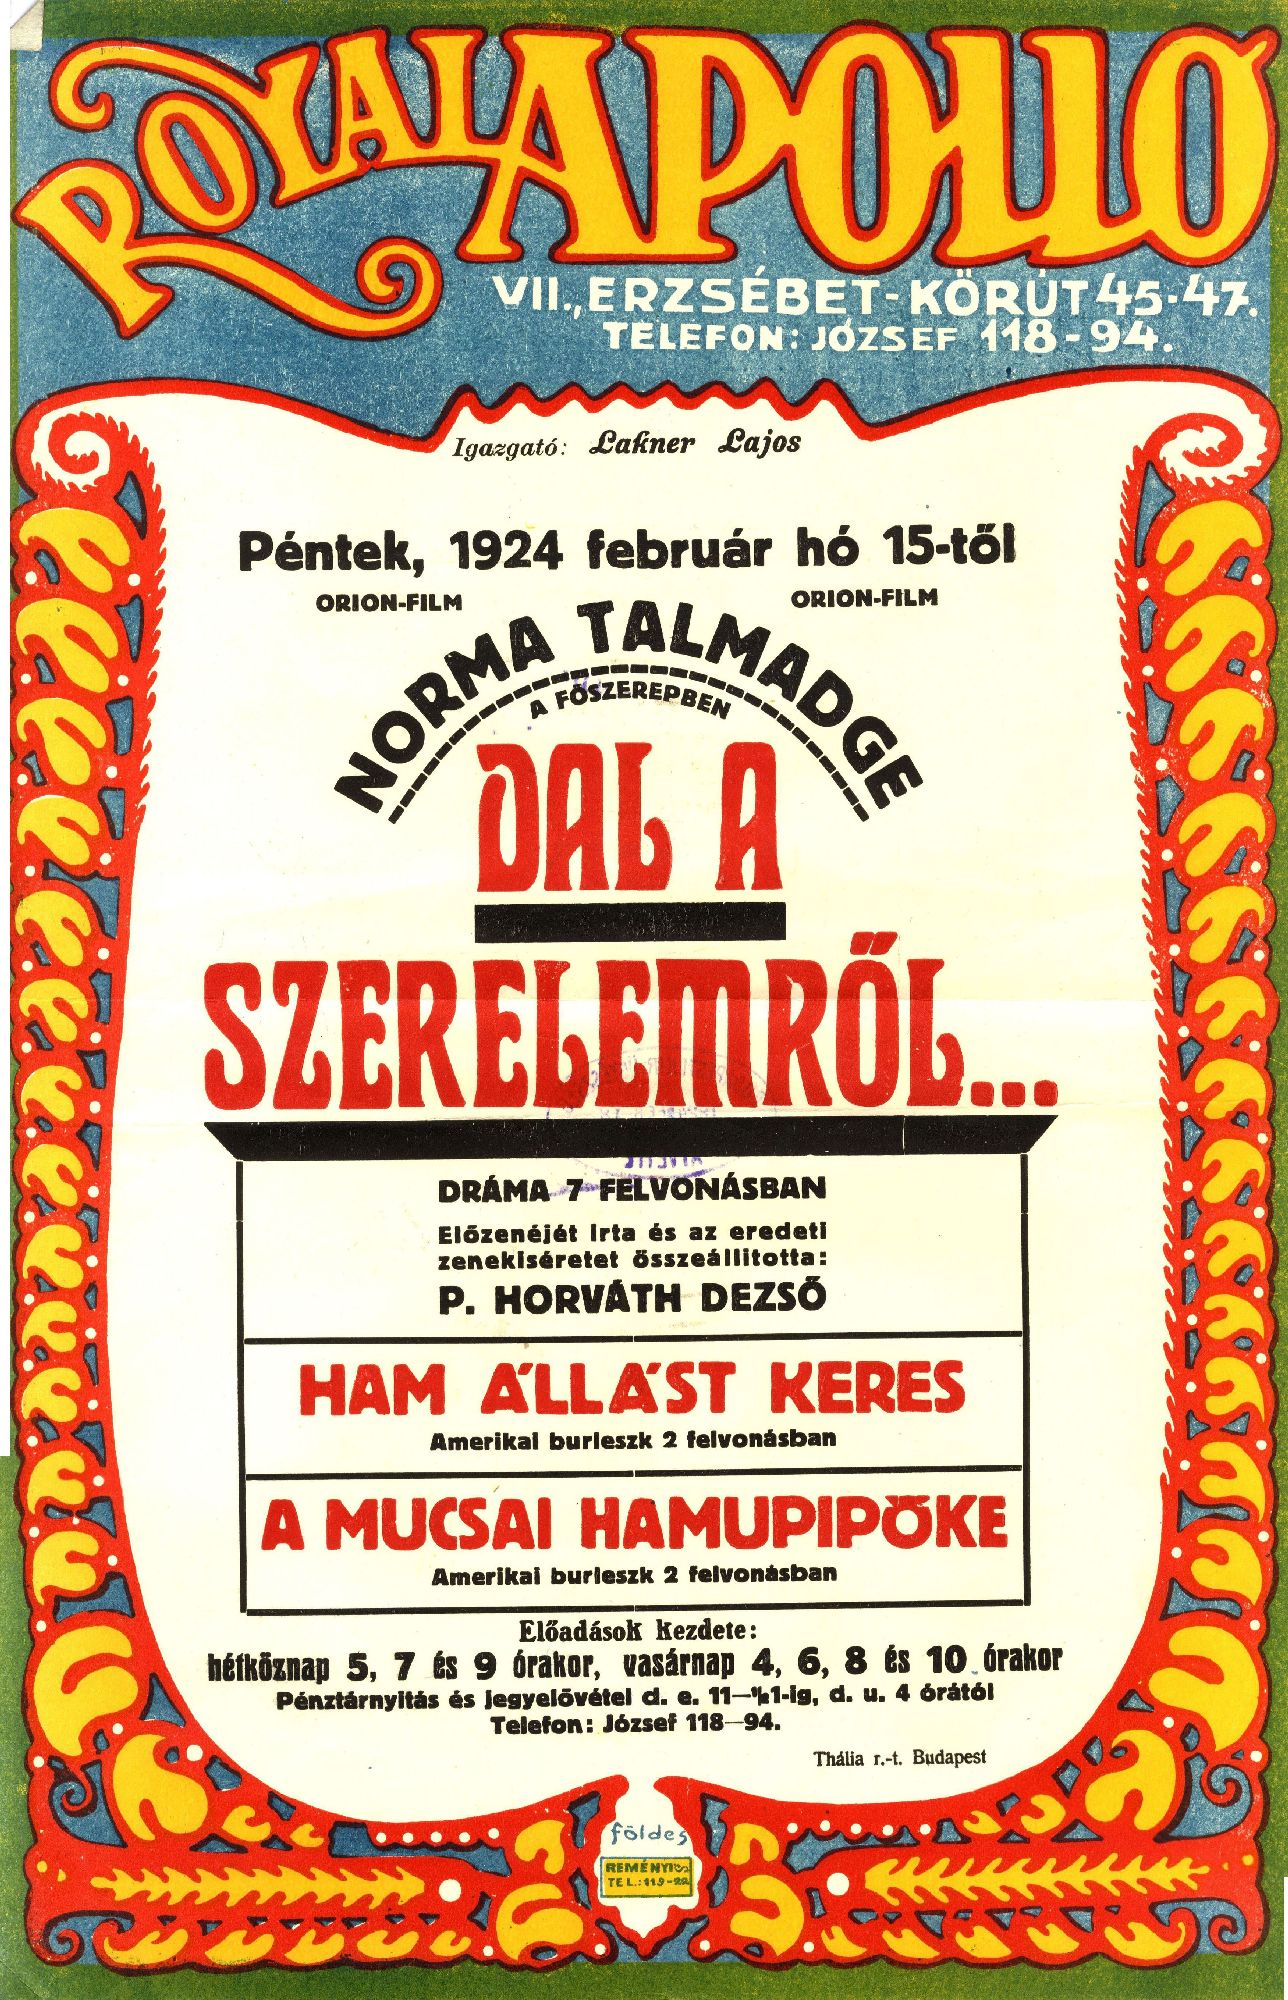 ROYAL APOLLO
VII., ERZSÉBET-KÖRÚT 45-47.
TELEFON: JÓZSEF 118-94.
Igazgató: Lakner Lajos
Péntek, 1924 február hó 15-től
ORION-FILM ORION-FILM
NORMA TALMADGE
A FŐSZEREPBEN
DAL A
SZERELEMRŐL...
DRÁMA 7 FELVONÁSBAN
Előzenéjét irta és az eredeti
zenekiséretet összeállitotta:
P. HORVÁTH DEZSŐ
HAM ÁLLÁST KERES
Amerikai burleszk 2 felvonásban
A MUCSAI HAMUPIPŐKE
Amerikai burleszk 2 felvonásban
Előadások kezdete:
hétköznap 5, 7 és 9 órakor, vasárnap 4, 6, 8 és 10 órakor
Pénztárnyitás és jegyelővétel d. e. 11—½1-ig, d. u. 4 órától
Telefon: József 118—94.
Thália r.-t. Budapest
földes
REMÉNYI
TEL.: 119-22